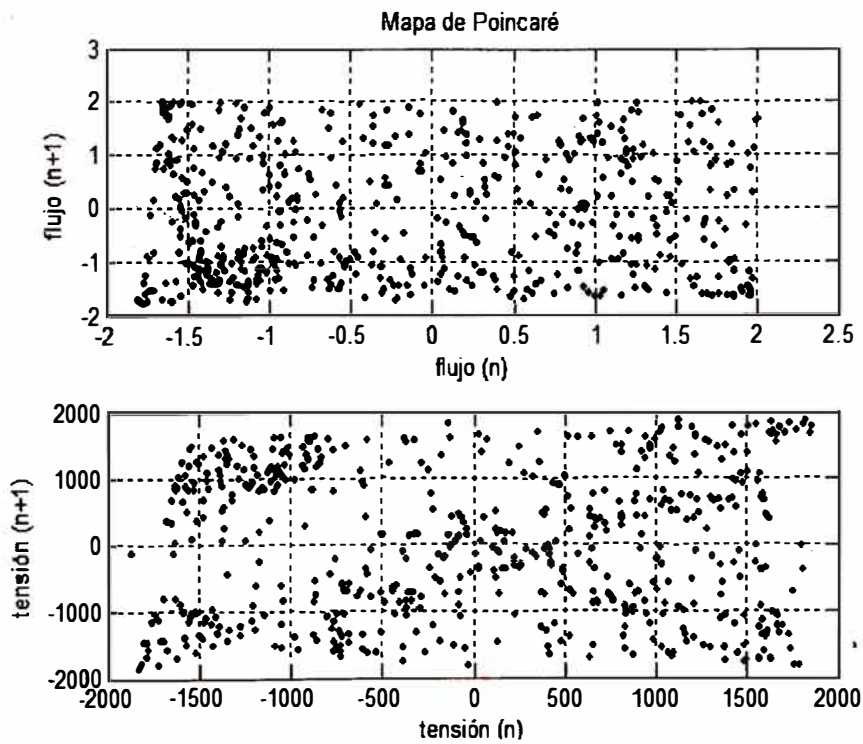 Mapa de Poincaré
3
2
1
0
-1
-2
flujo (n+1)
-2 -1.5 -1 -0.5 0 0.5 1 1.5 2 2.5
flujo (n)
2000
1000
0
-1000
-2000
tensión (n+1)
-2000 -1500 -1000 -500 0 500 1000 1500 2000
tensión (n)